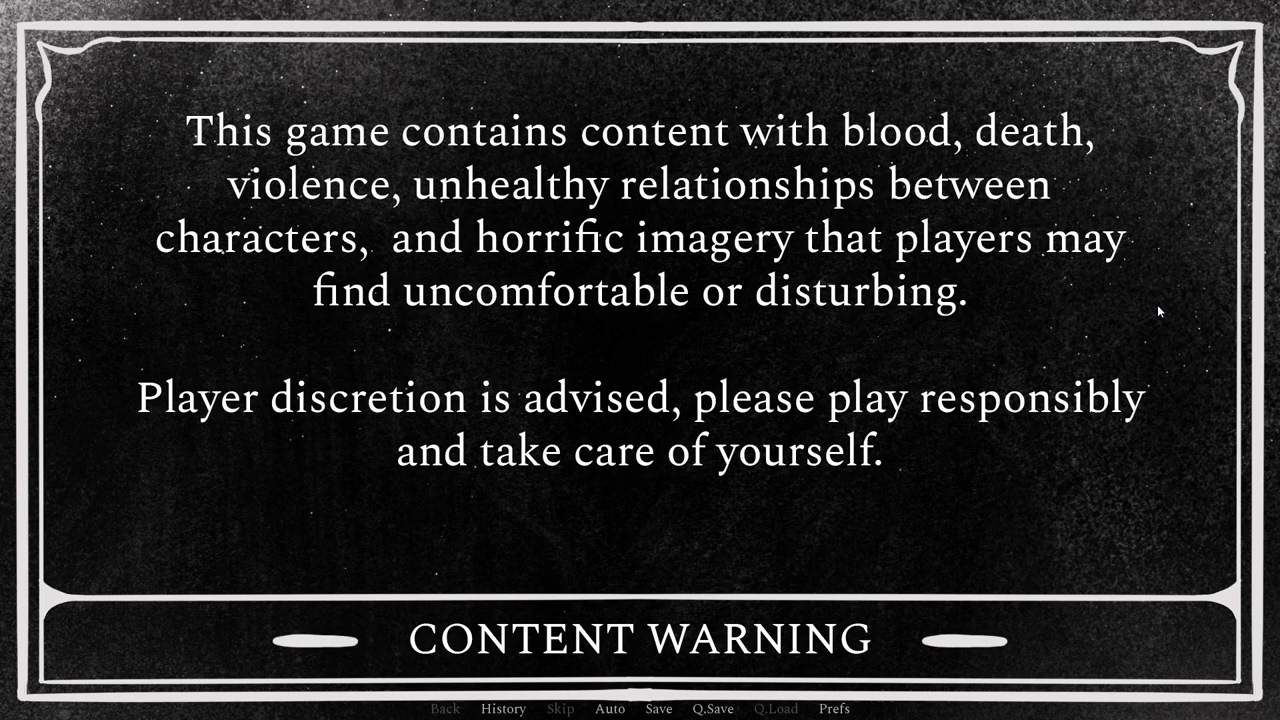 This game contains content with blood, death,
violence, unhealthy relationships between
characters,  and horrific imagery that players may
find uncomfortable or disturbing.
Player discretion is advised, please play responsibly
and take care of yourself.
CONTENT WARNING
Back History Skip Auto Save Q.Save Q.Load Prefs